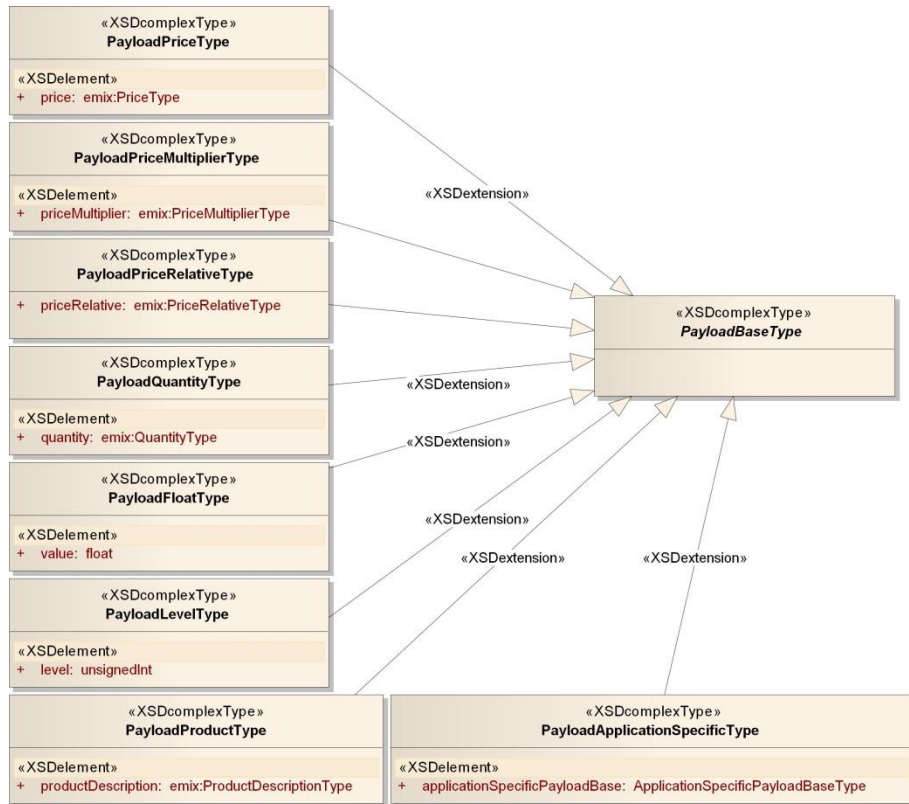 «XSDcomplexType»
PayloadPriceType
«XSDelement»
+ price: emix:PriceType
«XSDcomplexType»
PayloadPriceMultiplierType
«XSDelement»
+ priceMultiplier: emix:PriceMultiplierType
«XSDcomplexType»
PayloadPriceRelativeType
+ priceRelative: emix:PriceRelativeType
«XSDcomplexType»
PayloadQuantityType
«XSDelement»
+ quantity: emix:QuantityType
«XSDcomplexType»
PayloadFloatType
«XSDelement»
+ value: float
«XSDcomplexType»
PayloadLevelType
«XSDelement»
+ level: unsignedInt
«XSDcomplexType»
PayloadProductType
«XSDelement»
+ productDescription: emix:ProductDescriptionType
«XSDcomplexType»
PayloadApplicationSpecificType
«XSDelement»
+ applicationSpecificPayloadBase: ApplicationSpecificPayloadBaseType
«XSDextension»
«XSDextension»
«XSDextension»
«XSDextension»
«XSDextension»
«XSDextension»
«XSDcomplexType»
PayloadBaseType